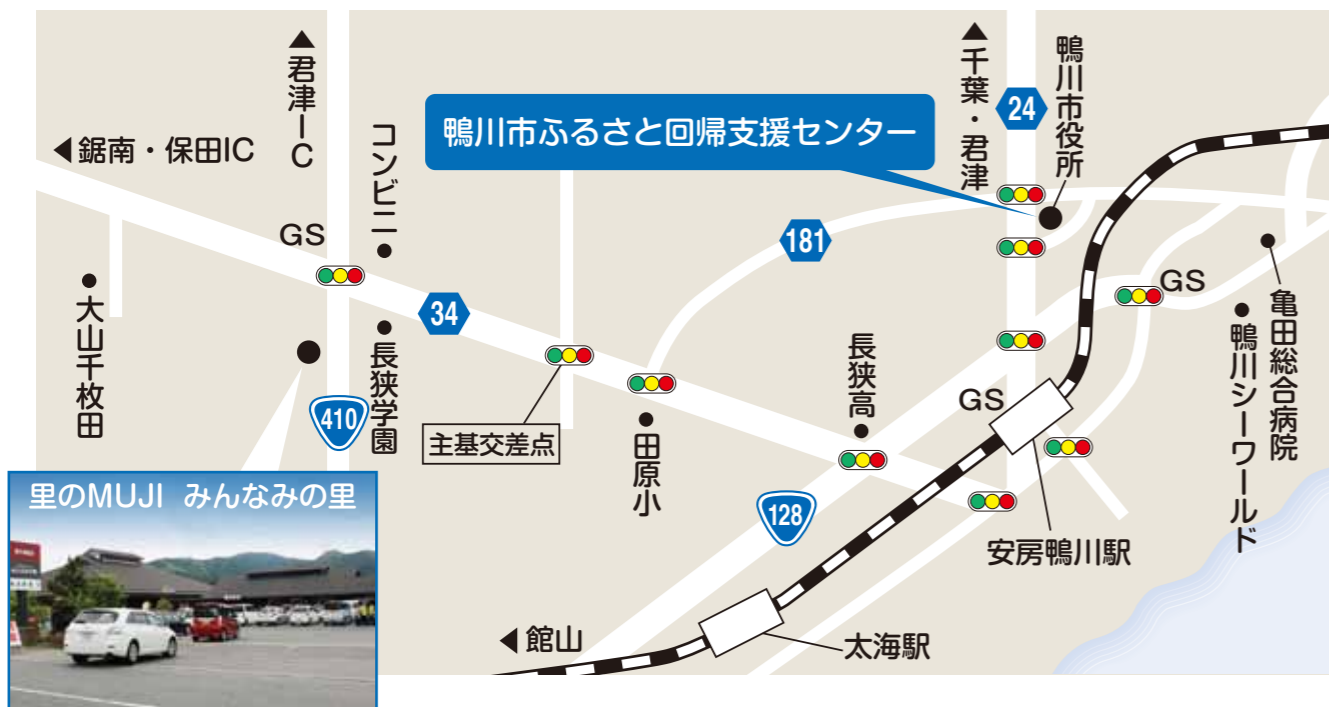 ▲君津IC
◀鋸南・保田IC
コンビニ
鴨川市ふるさと回帰支援センター
▲千葉・君津
24
鴨川市役所
GS
181
34
大山千枚田
410
長狭学園
主基交差点
田原小
長狭高
GS
GS
亀田総合病院
鴨川シーワールド
128
安房鴨川駅
里のMUJI みんなみの里
◀館山
太海駅